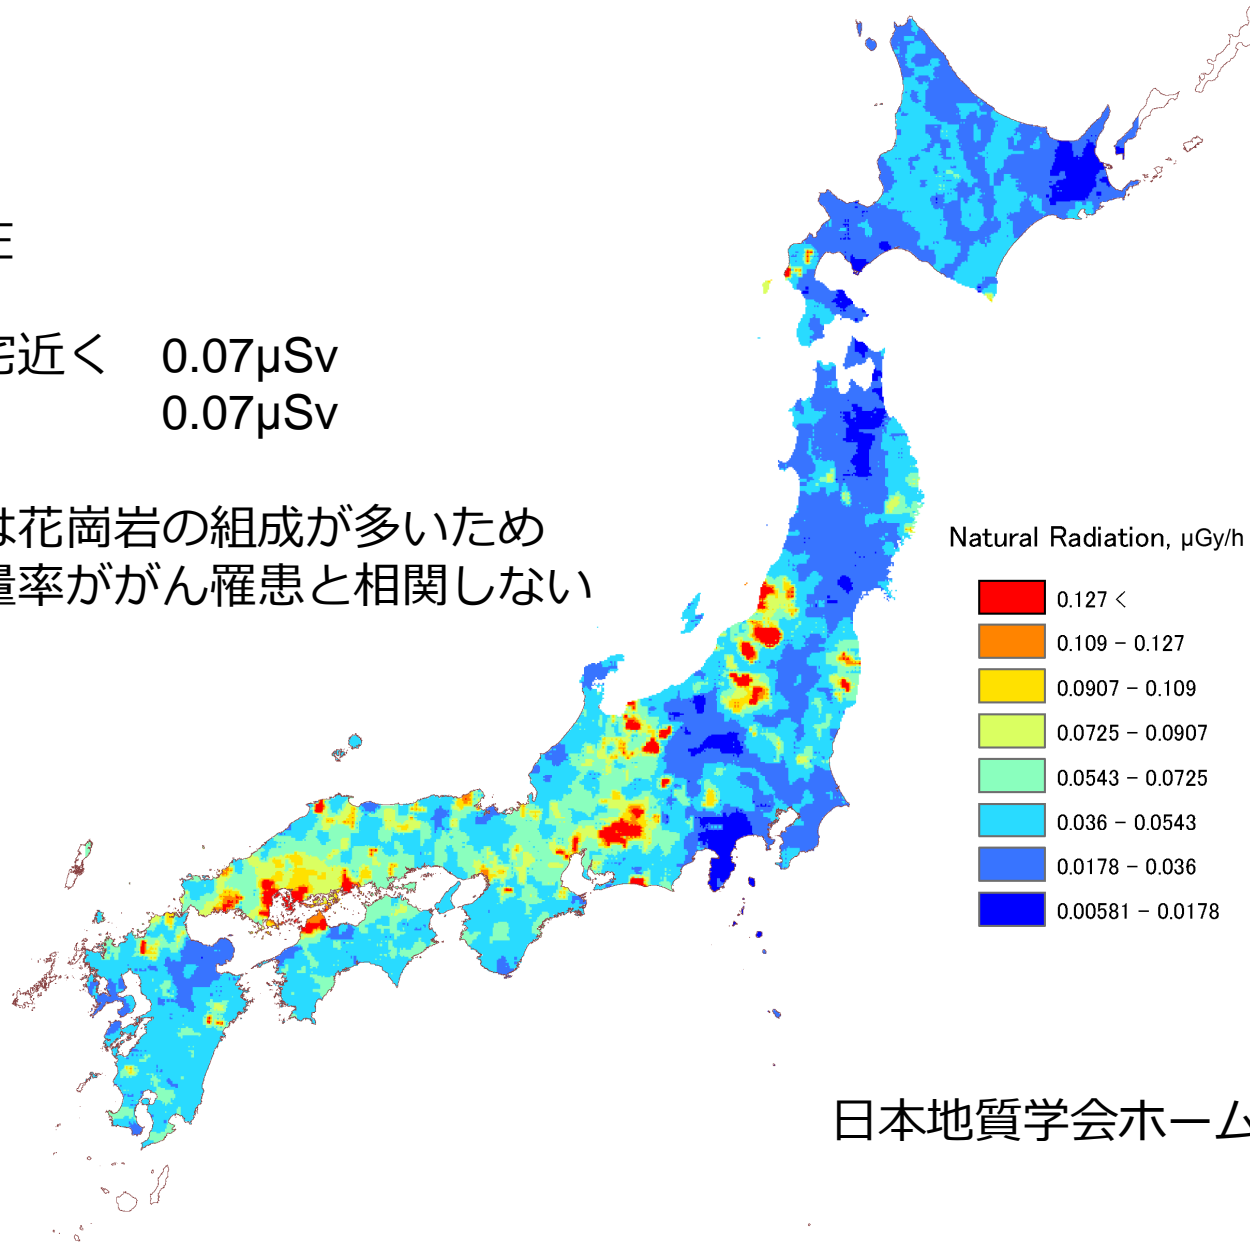 近く 0.07μSv
0.07μSv
は花崗岩の組成が多いため
量率ががん罹患と相関しない
Natural Radiation, μGy/h
0.127 <
0.109 - 0.127
0.0907 - 0.109
0.0725 - 0.0907
0.0543 - 0.0725
0.036 - 0.0543
0.0178 - 0.036
0.00581 - 0.0178
日本地質学会ホーム